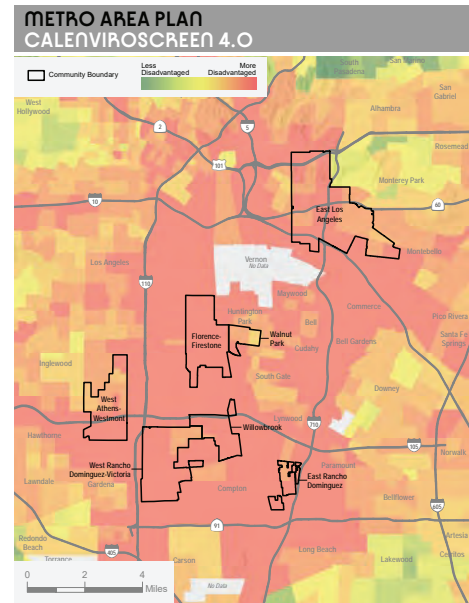 METRO AREA PLAN
CALENVIROSCREEN 4.0
Community Boundary
Less
Disadvantaged
More
Disadvantaged
South
Pasadena
San Marino
San
Gabriel
West
Hollywood
Alhambra
2
5
101
Rosemead
Monterey Park
10
60
East Los
Angeles
Los Angeles
Montebello
Vernon
No Data
110
Maywood
Huntington
Park
Commerce
Bell
Pico Rivera
Florence-
Firestone
Walnut
Park
Cudahy
Bell Gardens
Santa Fe
Springs
Inglewood
South Gate
Downey
West
Athens-
Westmont
Lynwood
710
Willowbrook
Hawthorne
105
Norwalk
West Rancho
Dominguez-Victoria
Paramount
East Rancho
Dominguez
Lawndale
Gardena
Compton
Bellflower
605
91
Artesia
Redondo
Beach
405
Long Beach
Cerritos
Torrance
Carson
Lakewood
0
2
4
Miles
No Data